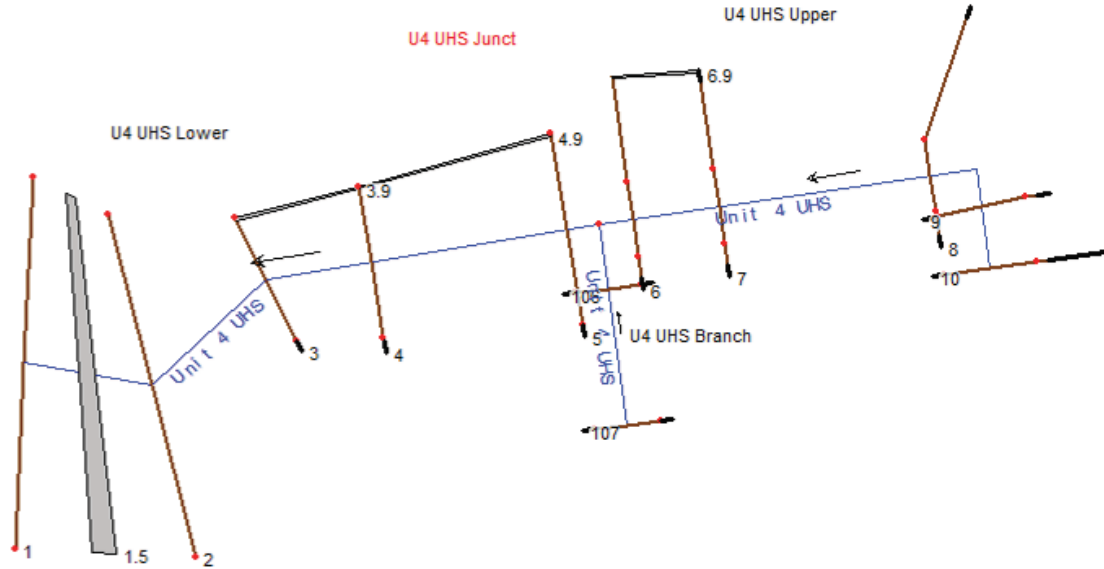 U4 UHS Upper
U4 UHS Junct
6.9
U4 UHS Lower
4.9
3.9
Unit 4 UHS
9
8
10
7
6
106
5
Unit 4 UHS
U4 UHS Branch
Unit 4 UHS
3
4
107
1
1.5
2